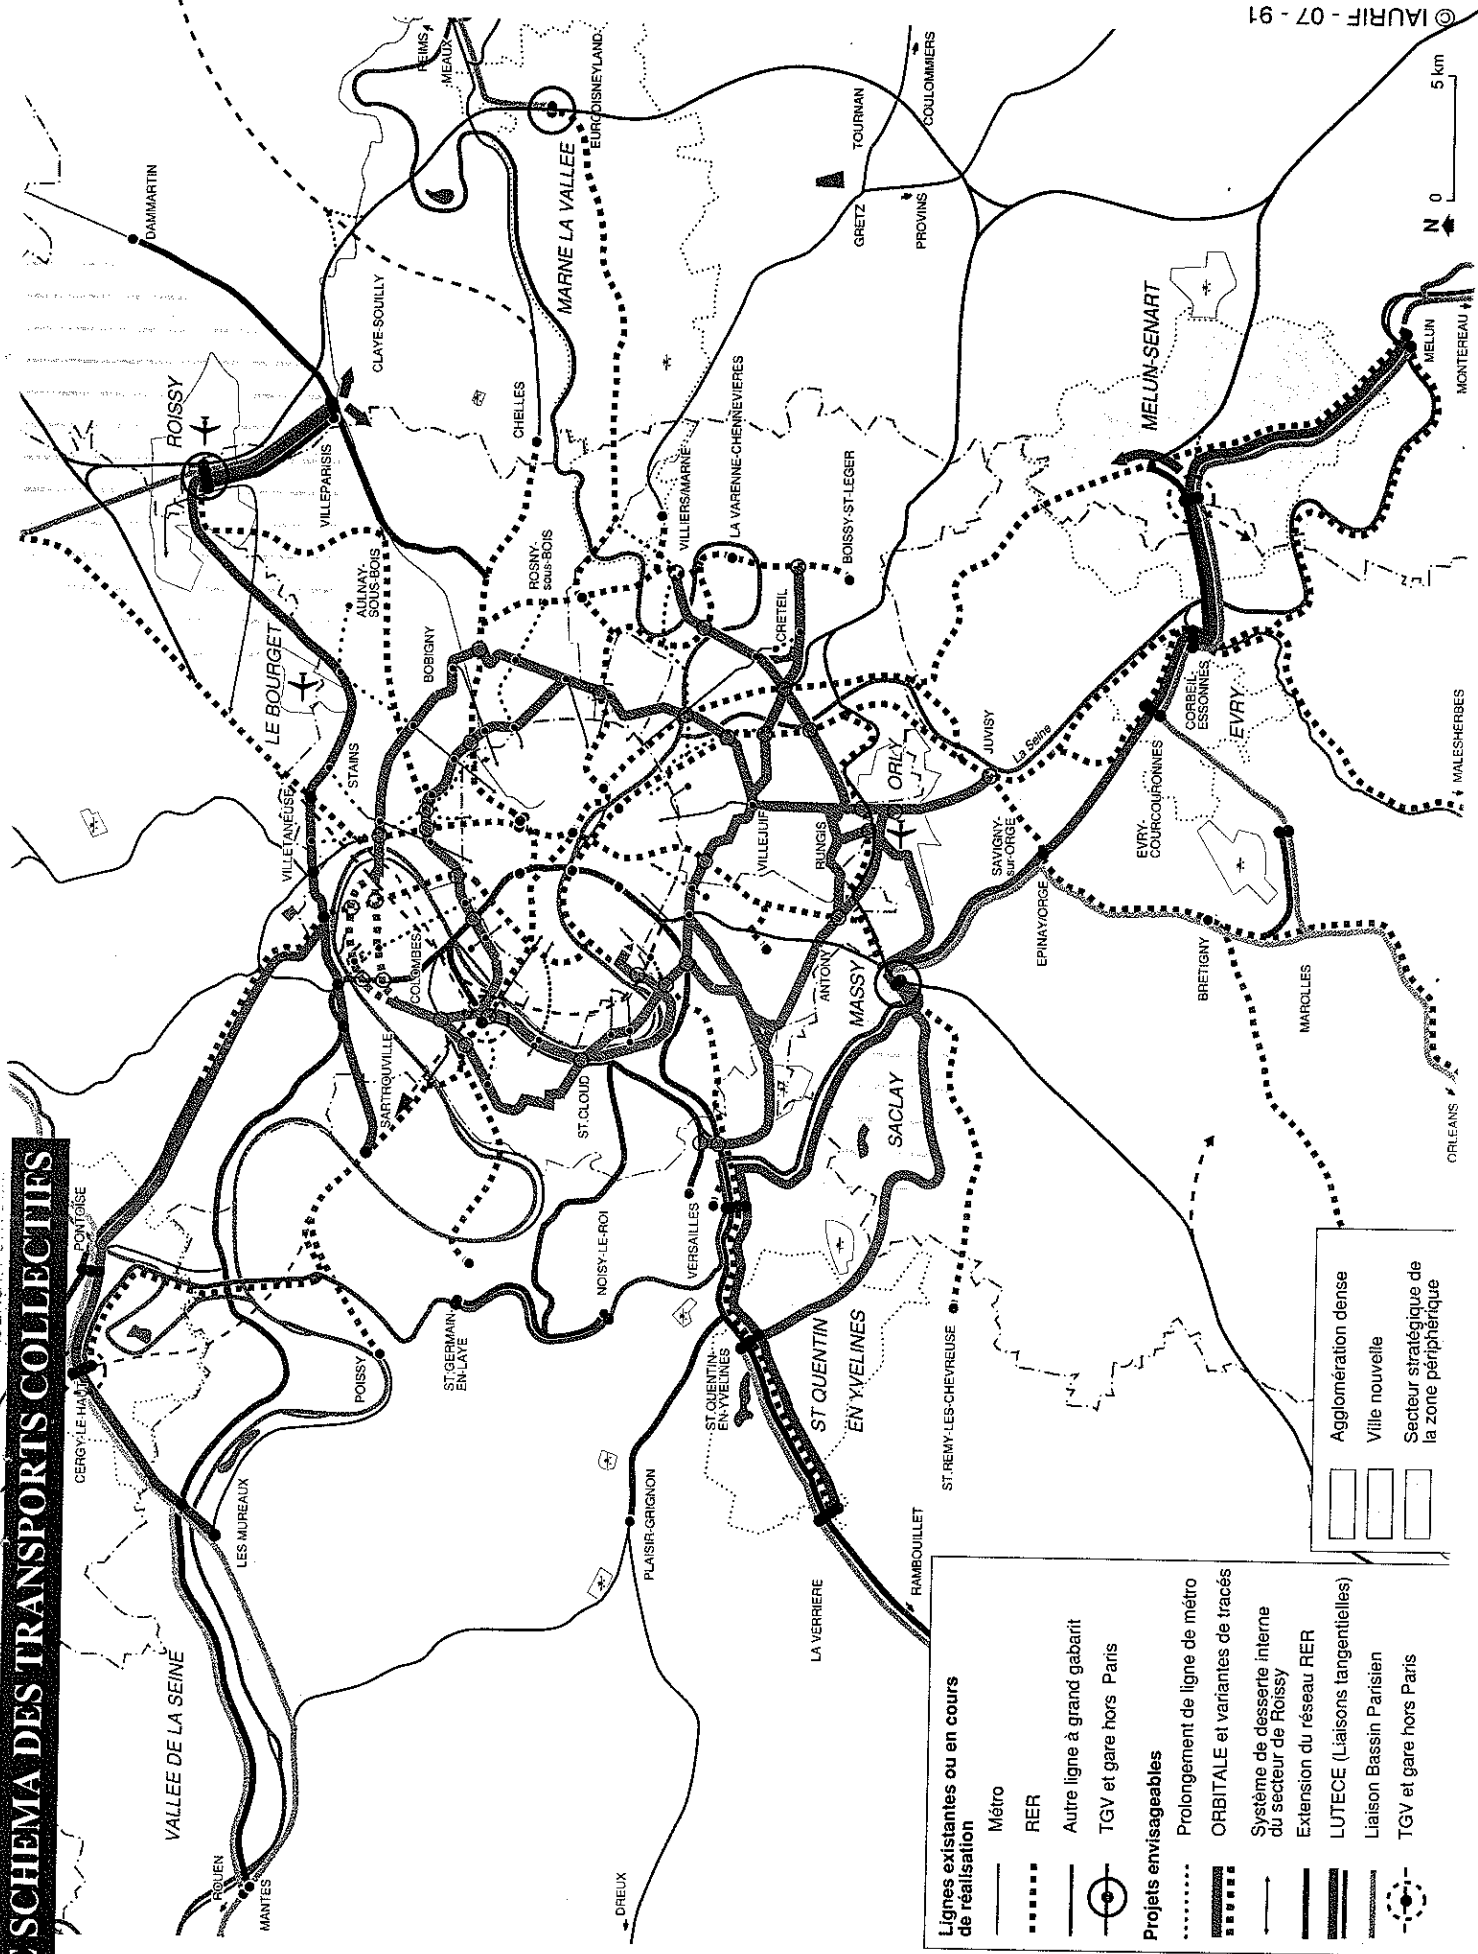 SCHEMA DES TRANSPORTS COLLECTIFS
© IAURIF - 07 - 91
REIMS
MEAUX
EURODISNEYLAND
MARNE LA VALLEE
DAMMARTIN
ROISSY
CLAYE-SOUILLY
VILLEPARISIS
CHELLES
TOURNAN
COULOMMIERS
GRETZ
PROVINS
N
0
5 km
LE BOURGET
AULNAY-
SOUS-BOIS
BOBIGNY
ROSNY-
sous-BOIS
VILLIERS/MARNE
LA VARENNE-CHENNEVIERES
BOISSY-ST-LEGER
CRETEIL
MELUN-SENART
MELUN
MONTEREAU
STAINS
VILLETANEUSE
COLOMBES
SARTROUVILLE
ST.CLOUD
VILLEJUIF
RUNGIS
ORLY
JUVISY
La Seine
SAVIGNY-
sur-ORGE
EPINAY/ORGE
EVRY-
COURCOURONNES
CORBEIL-
ESSONNES
EVRY
MALESHERBES
BRETIGNY
MAROLLES
ORLEANS
ANTONY
MASSY
SACLAY
PONTOISE
CERGY-LE-HAUT
POISSY
ST.GERMAIN-
EN-LAYE
NOISY-LE-ROI
VERSAILLES
ST.QUENTIN-
EN-YVELINES
ST QUENTIN
EN YVELINES
ST.REMY-LES-CHEVREUSE
LES MUREAUX
VALLEE DE LA SEINE
ROUEN
MANTES
DREUX
PLAISIR-GRIGNON
LA VERRIERE
RAMBOUILLET
Lignes existantes ou en cours
de réalisation
Métro
RER
Autre ligne à grand gabarit
TGV et gare hors Paris
Projets envisageables
Prolongement de ligne de métro
ORBITALE et variantes de tracés
Système de desserte interne
du secteur de Roissy
Extension du réseau RER
LUTECE (Liaisons tangentielles)
Liaison Bassin Parisien
TGV et gare hors Paris
Agglomération dense
Ville nouvelle
Secteur stratégique de
la zone périphérique